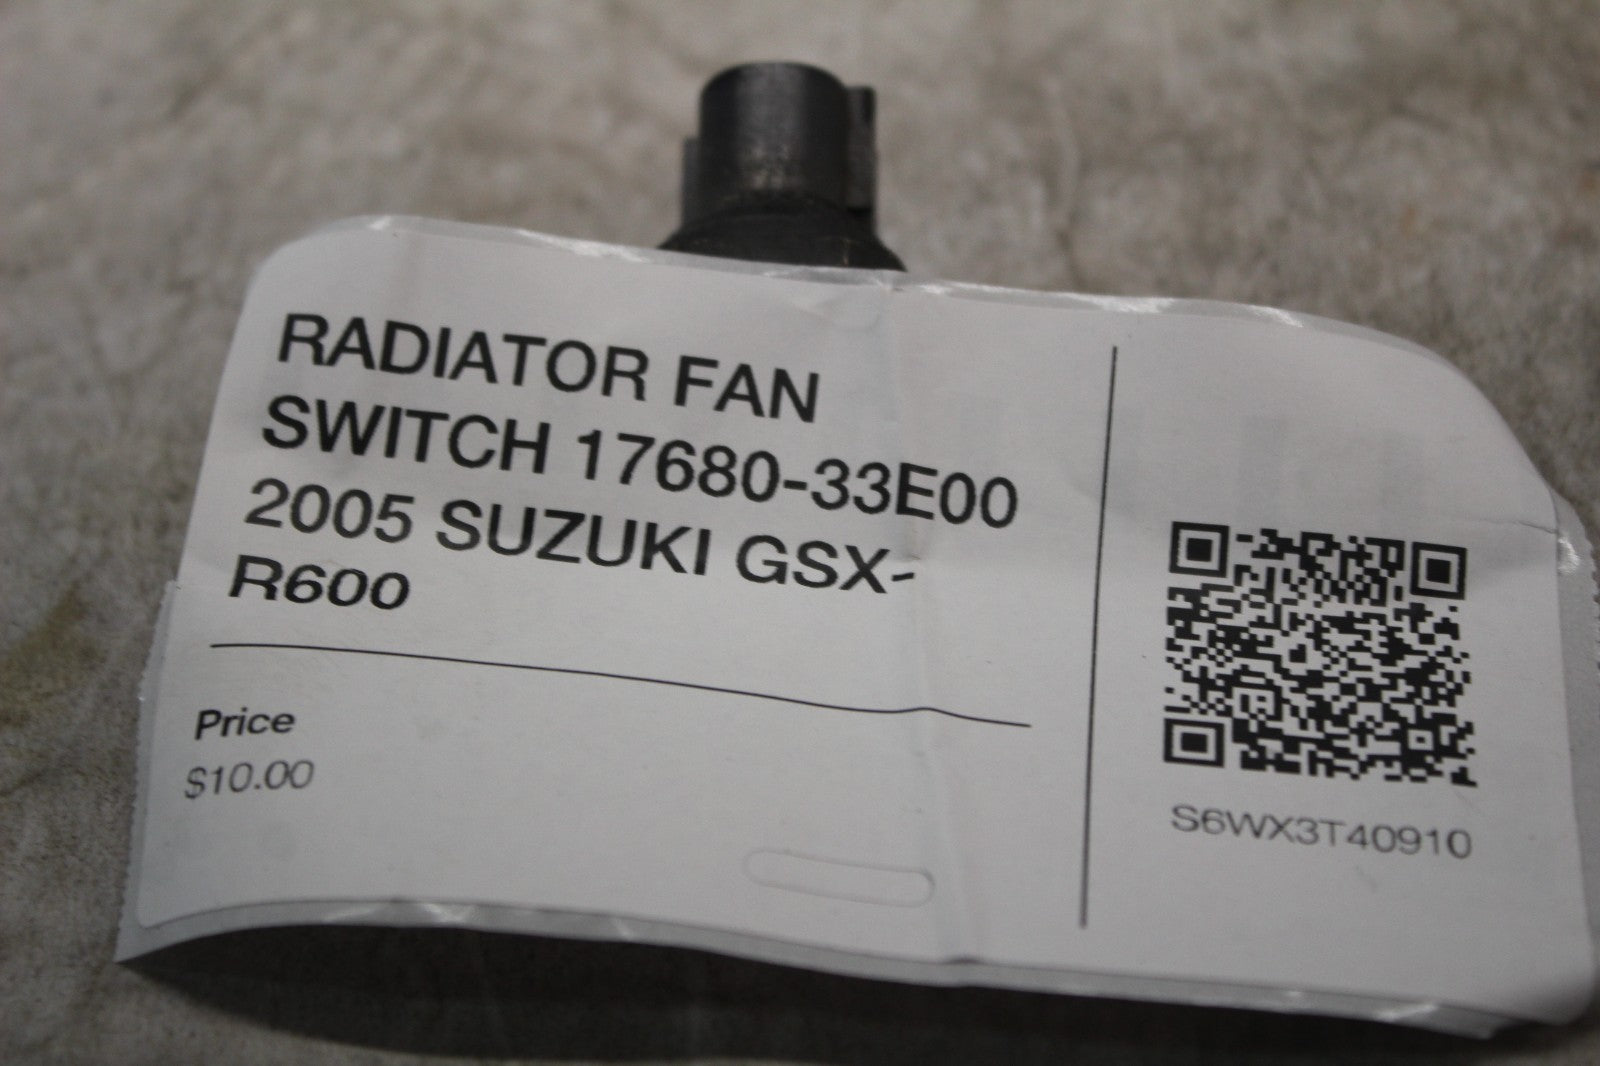 RADIATOR FAN
SWITCH 17680-33E00
2005 SUZUKI GSX-
R600
Price
$10.00
S6WX3T40910